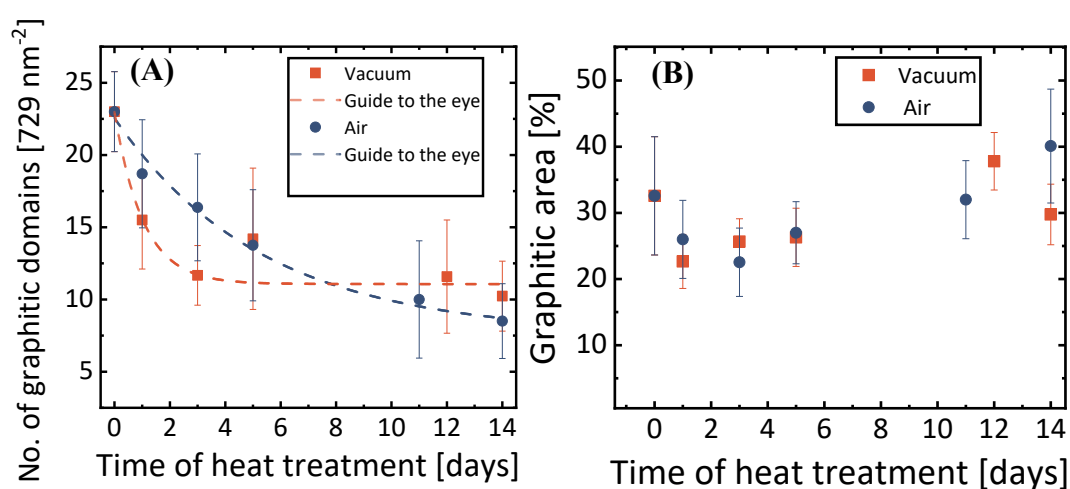 (A)
No. of graphitic domains [729 nm⁻²]
25
20
15
10
5
Vacuum
Guide to the eye
Air
Guide to the eye
0 2 4 6 8 10 12 14
Time of heat treatment [days]
(B)
Graphitic area [%]
50
40
30
20
10
0
Vacuum
Air
0 2 4 6 8 10 12 14
Time of heat treatment [days]